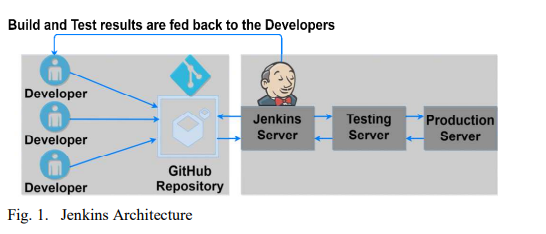 Build and Test results are fed back to the Developers
Developer
Developer
Developer
GitHub
Repository
Jenkins
Server
Testing
Server
Production
Server
Fig. 1. Jenkins Architecture